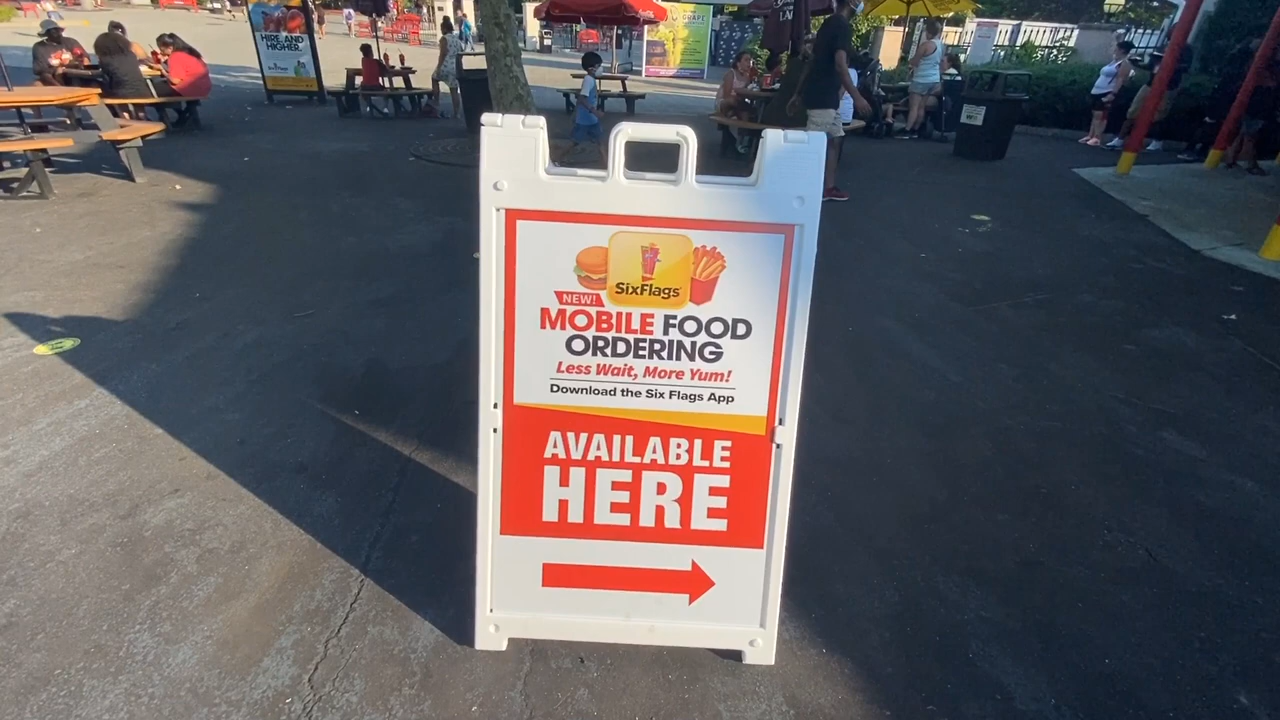 HIRE AND
HIGHER.
GRAPE
SixFlags
NEW!
MOBILE FOOD
ORDERING
Less Wait, More Yum!
Download the Six Flags App
AVAILABLE
HERE